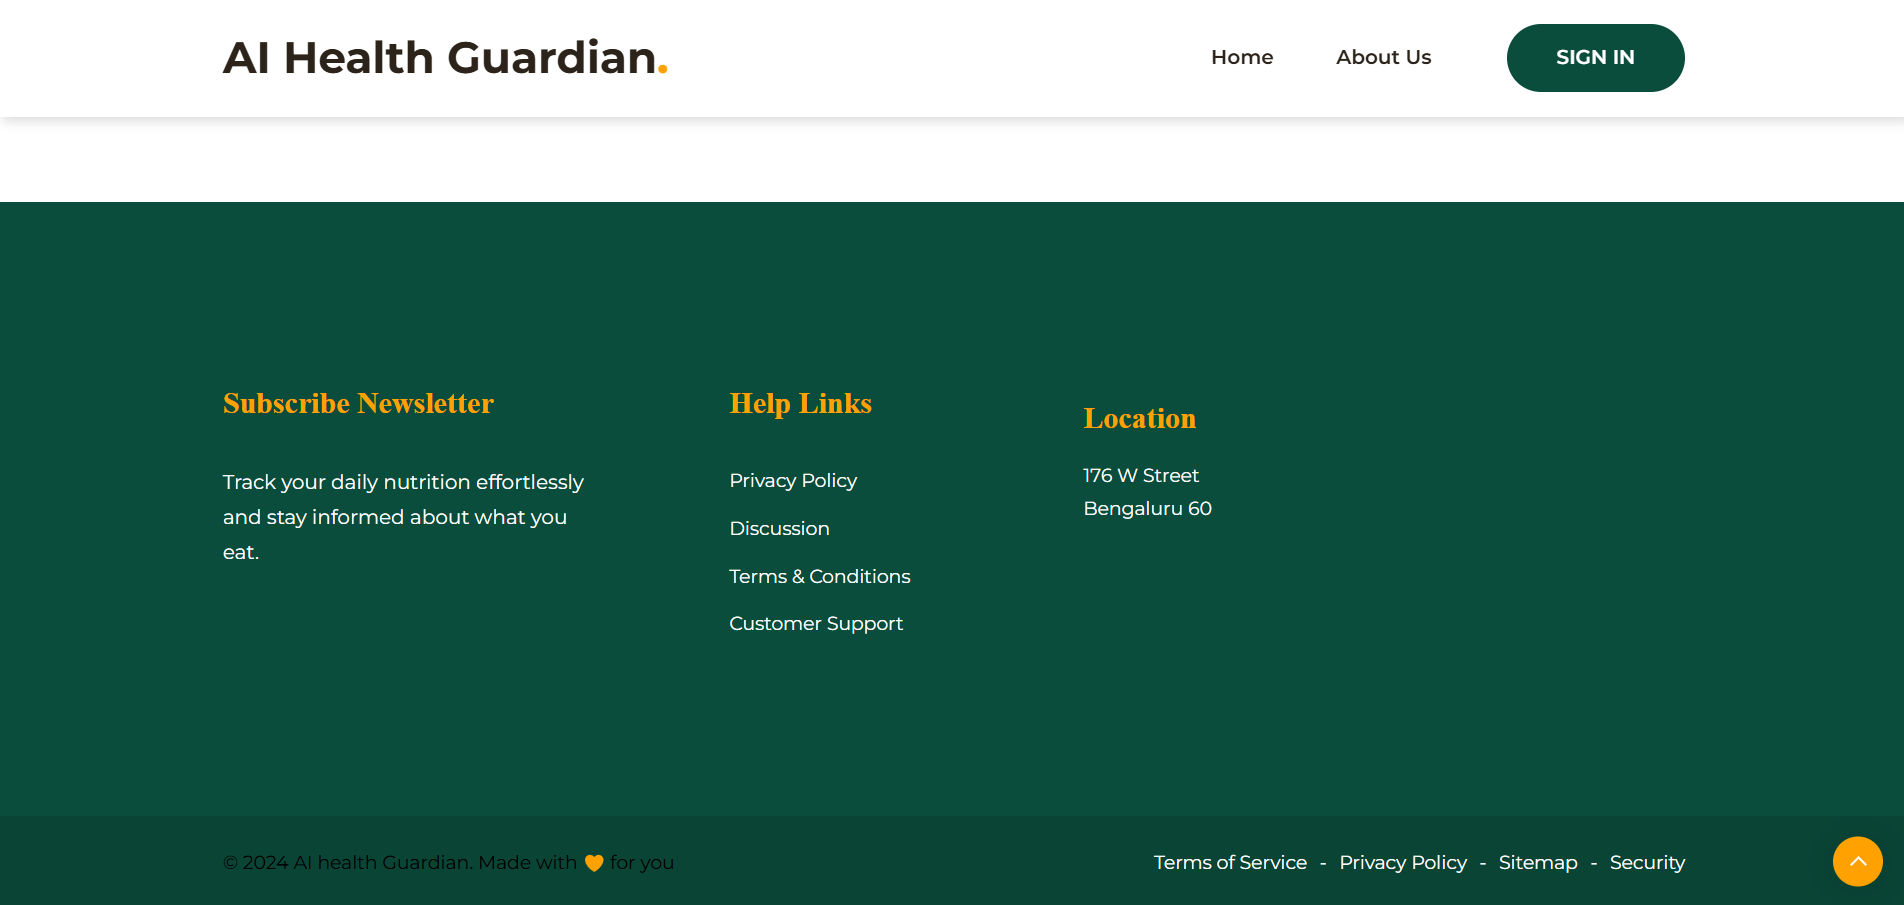 AI Health Guardian.
Home
About Us
SIGN IN
Subscribe Newsletter
Track your daily nutrition effortlessly
and stay informed about what you
eat.
Help Links
Privacy Policy
Discussion
Terms & Conditions
Customer Support
Location
176 W Street
Bengaluru 60
© 2024 AI health Guardian. Made with 🧡 for you
Terms of Service - Privacy Policy - Sitemap - Security